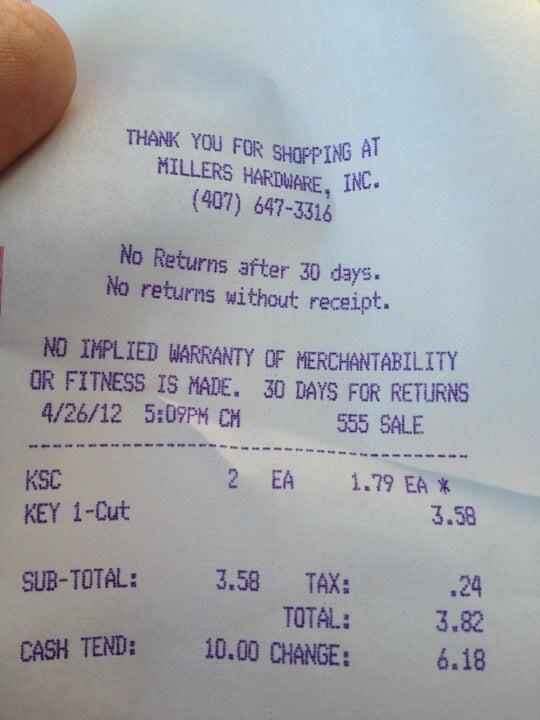 THANK YOU FOR SHOPPING AT
MILLERS HARDWARE, INC.
(407) 647-3316
No Returns after 30 days.
No returns without receipt.
NO IMPLIED WARRANTY OF MERCHANTABILITY
OR FITNESS IS MADE. 30 DAYS FOR RETURNS
4/26/12 5:09PM CM 555 SALE
KSC 2 EA 1.79 EA *
KEY 1-Cut 3.58
SUB-TOTAL: 3.58 TAX: .24
TOTAL: 3.82
CASH TEND: 10.00 CHANGE: 6.18